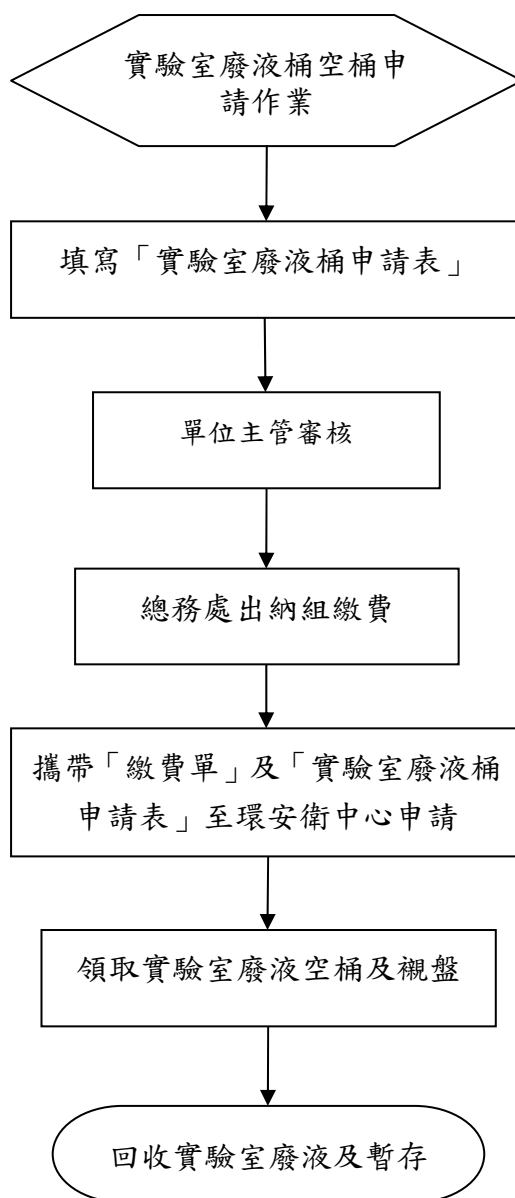 實驗室廢液桶空桶申
請作業
填寫「實驗室廢液桶申請表」
單位主管審核
總務處出納組繳費
攜帶「繳費單」及「實驗室廢液桶
申請表」至環安衛中心申請
領取實驗室廢液空桶及襯盤
回收實驗室廢液及暫存